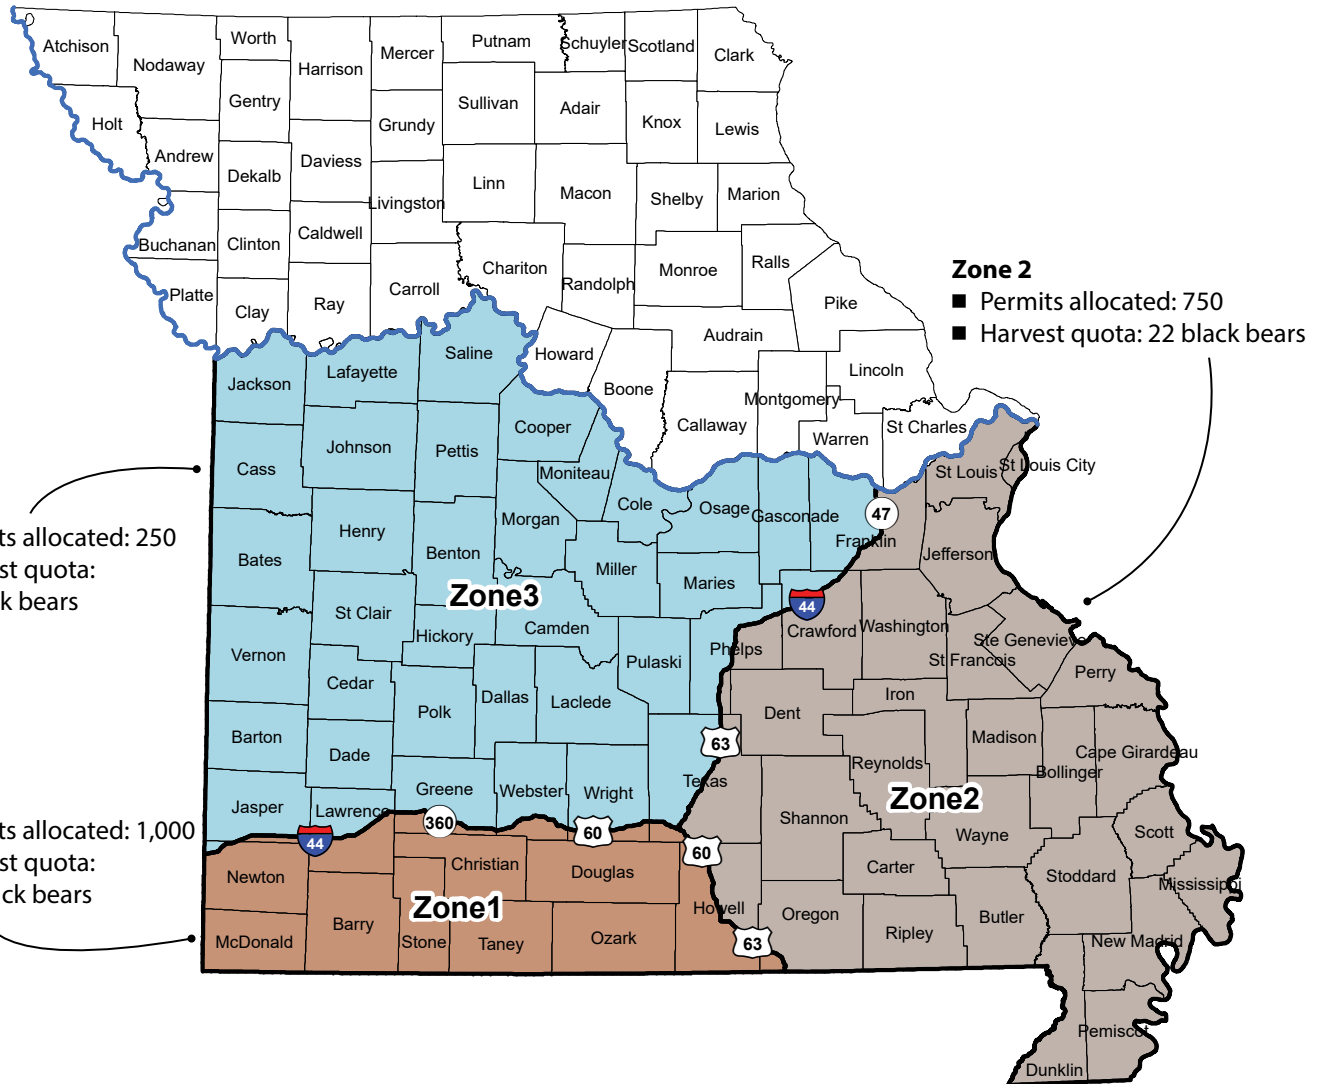 Atchison
Nodaway
Worth
Harrison
Mercer
Putnam
Schuyler
Scotland
Clark
Holt
Andrew
Gentry
Dekalb
Daviess
Grundy
Sullivan
Adair
Knox
Lewis
Livingston
Linn
Macon
Shelby
Marion
Buchanan
Clinton
Caldwell
Chariton
Randolph
Monroe
Ralls
Platte
Clay
Ray
Carroll
Pike
Audrain
Saline
Howard
Boone
Lincoln
Callaway
Montgomery
Warren
St Charles
Zone 2
■ Permits allocated: 750
■ Harvest quota: 22 black bears
Jackson
Lafayette
Cass
Johnson
Pettis
Cooper
Moniteau
Morgan
Cole
Osage
Gasconade
47
Franklin
St Louis
St Louis City
Jefferson
ts allocated: 250
st quota:
k bears
Bates
Henry
Benton
Miller
Maries
Zone3
St Clair
Hickory
Camden
Pulaski
Phelps
44
Crawford
Washington
Ste Genevieve
St Francois
Perry
Vernon
Cedar
Polk
Dallas
Laclede
Dent
Iron
Madison
Bollinger
Cape Girardeau
Barton
Dade
63
Texas
Reynolds
Zone2
Jasper
Lawrence
Greene
Webster
Wright
Shannon
Wayne
Scott
ts allocated: 1,000
st quota:
ck bears
44
360
60
60
Newton
Christian
Douglas
Carter
Stoddard
Mississippi
Zone1
McDonald
Barry
Stone
Taney
Ozark
Howell
63
Oregon
Ripley
Butler
New Madrid
Pemiscot
Dunklin